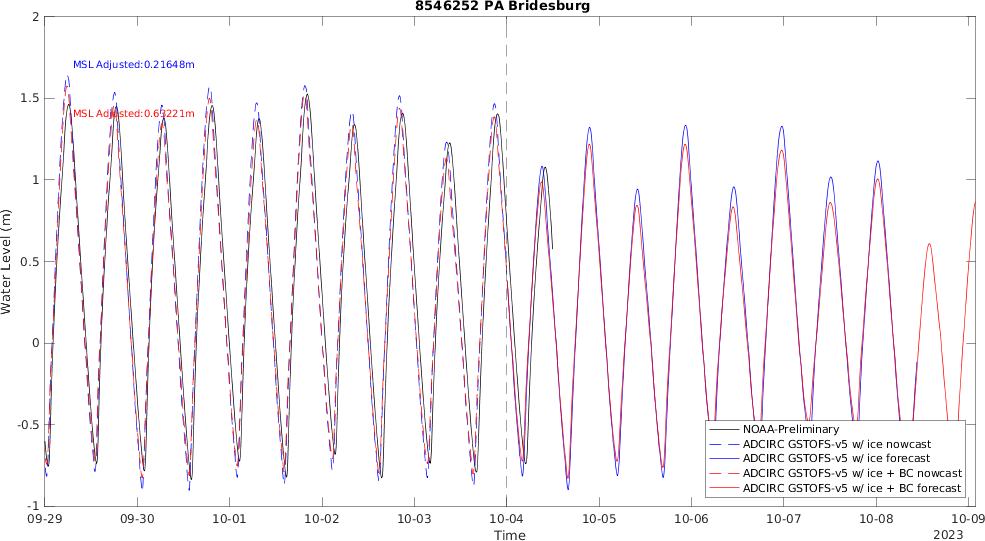 8546252 PA Bridesburg
MSL Adjusted:0.21648m
MSL Adjusted:0.63221m
Water Level (m)
2
1.5
1
0.5
0
-0.5
-1
09-29 09-30 10-01 10-02 10-03 10-04 10-05 10-06 10-07 10-08 10-09
2023
Time
NOAA-Preliminary
ADCIRC GSTOFS-v5 w/ ice nowcast
ADCIRC GSTOFS-v5 w/ ice forecast
ADCIRC GSTOFS-v5 w/ ice + BC nowcast
ADCIRC GSTOFS-v5 w/ ice + BC forecast